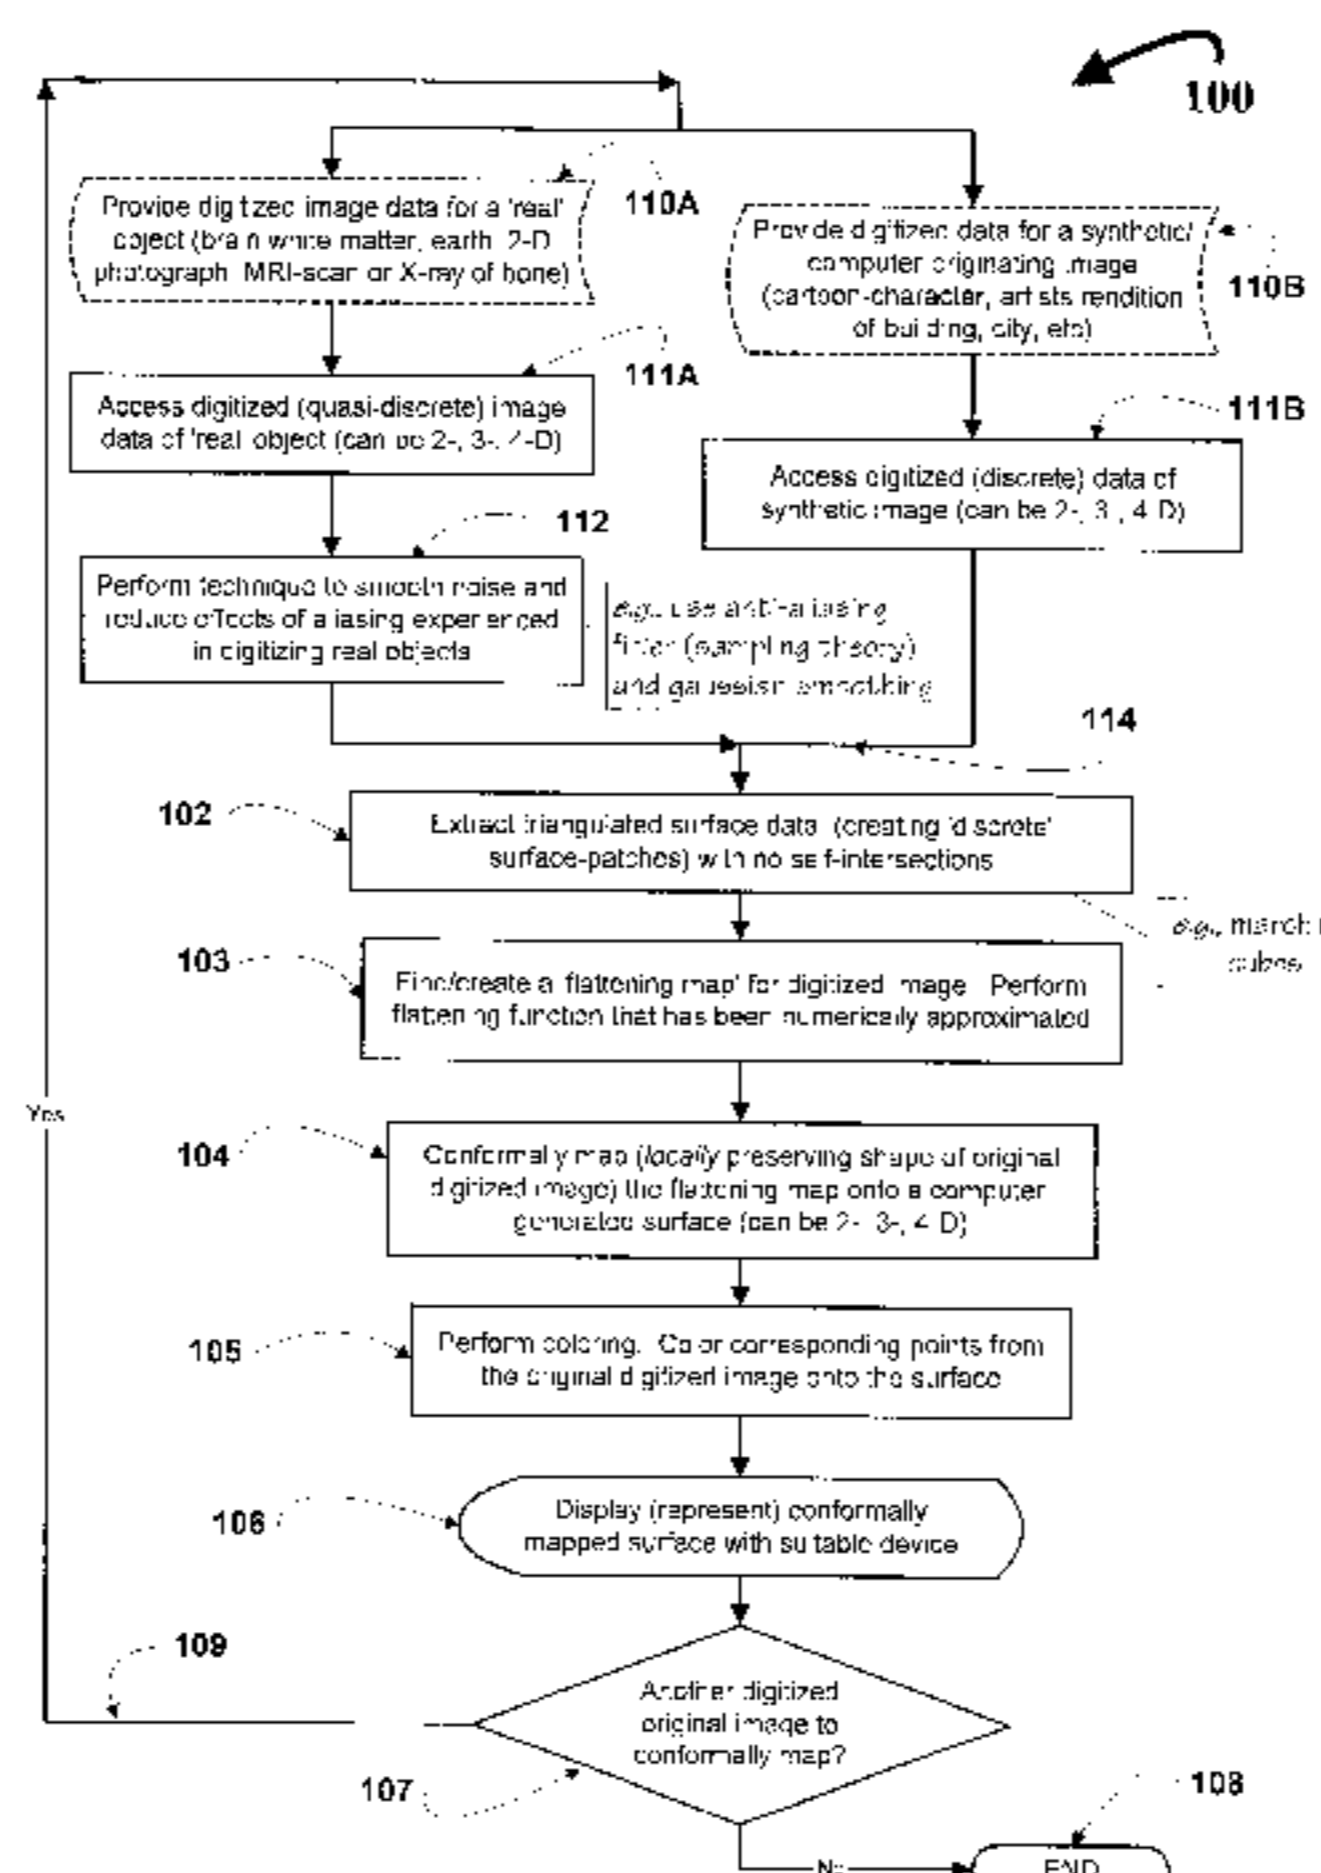 100
110A
Provide digitized image data for a 'real'
object (brain white matter, earth, 2-D
photograph, MRI-scan or X-ray of bone)
110B
Provide digitized data for a synthetic/
computer originating image
(cartoon-character, artists rendition
of building, city, etc)
111A
Access digitized (quasi-discrete) image
data of 'real' object (can be 2-, 3-, 4-D)
111B
Access digitized (discrete) data of
synthetic image (can be 2-, 3-, 4-D)
112
Perform technique to smooth noise and
reduce effects of aliasing experienced
in digitizing real objects
e.g., use anti-aliasing
filter (sampling theory)
and gaussian smoothing
114
102
Extract triangulated surface data (creating 'discrete'
surface-patches) with no self-intersections
e.g., march
cubes
103
Find/create a 'flattening map' for digitized image. Perform
flattening function that has been numerically approximated
Yes
104
Conformally map (locally preserving shape of original
digitized image) the flattening map onto a computer
generated surface (can be 2-, 3-, 4-D)
105
Perform coloring. Color corresponding points from
the original digitized image onto the surface
106
Display (represent) conformally
mapped surface with suitable device
109
Another digitized
original image to
conformally map?
107
108
No
END